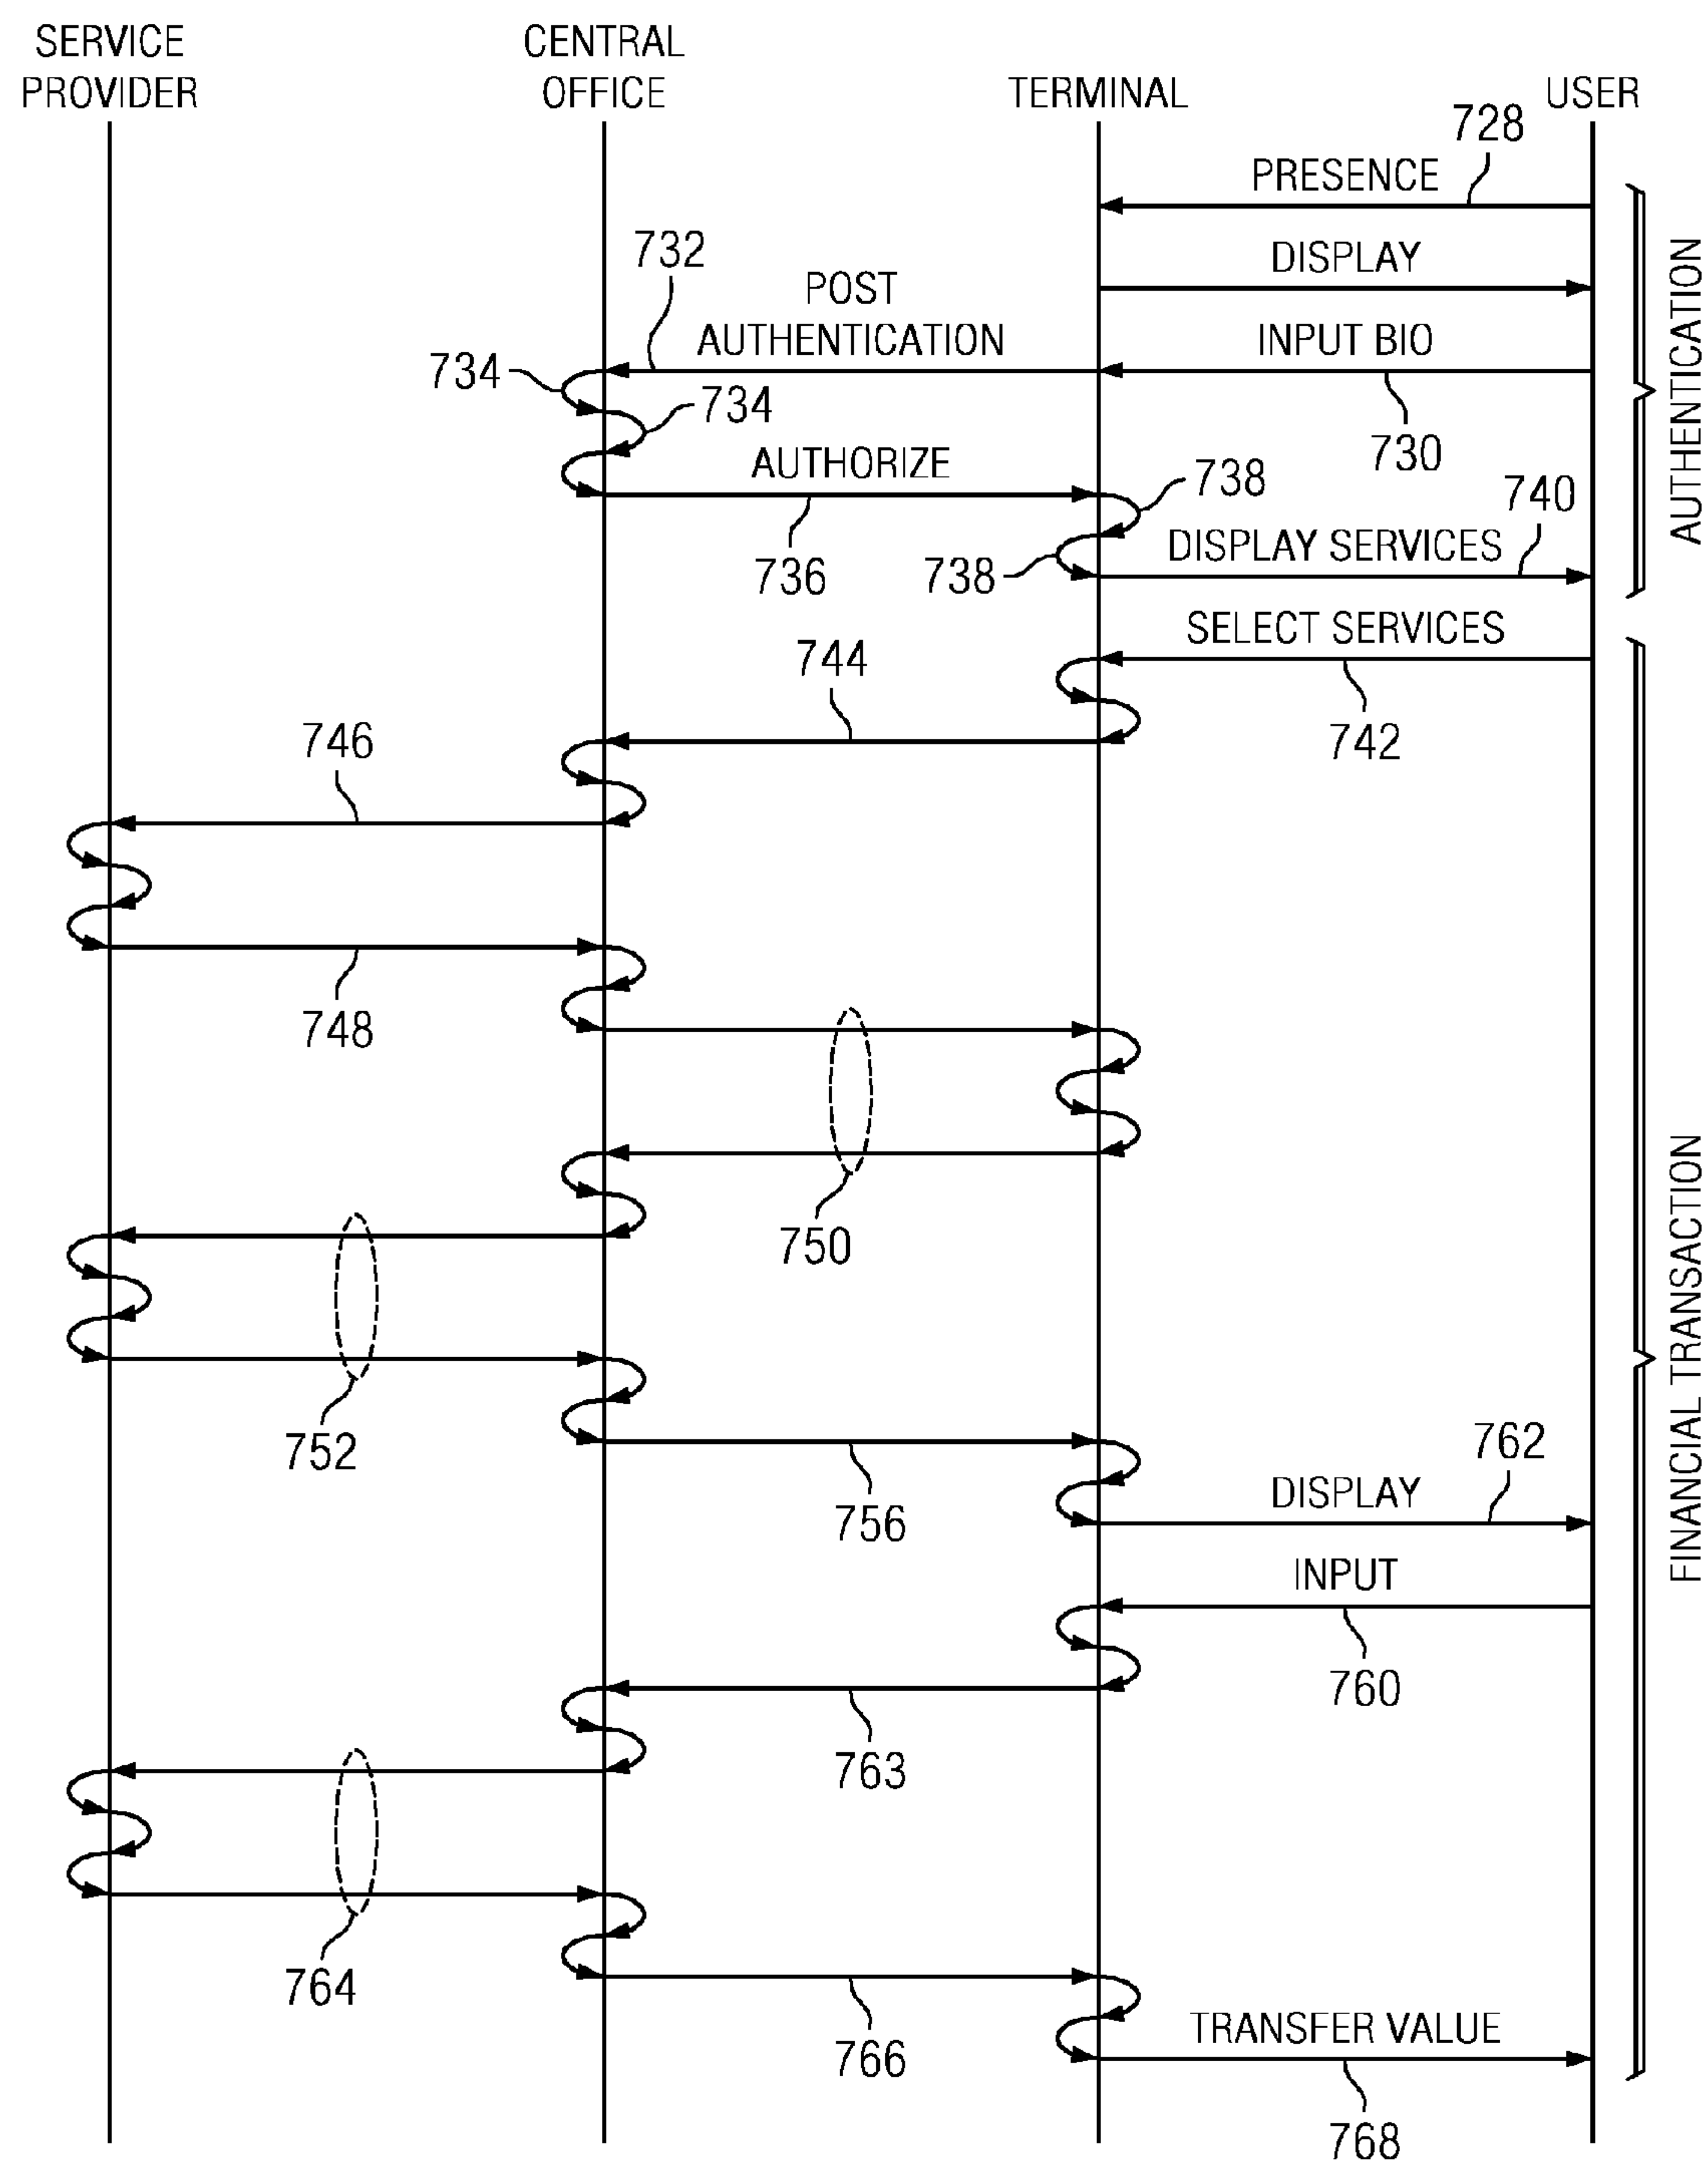 SERVICE
PROVIDER
CENTRAL
OFFICE
TERMINAL
USER
728
PRESENCE
DISPLAY
732
POST
AUTHENTICATION
INPUT BIO
734
734
730
AUTHORIZE
738
740
736
738
DISPLAY SERVICES
AUTHENTICATION
SELECT SERVICES
744
742
746
748
750
752
756
762
DISPLAY
INPUT
760
763
764
766
TRANSFER VALUE
768
FINANCIAL TRANSACTION